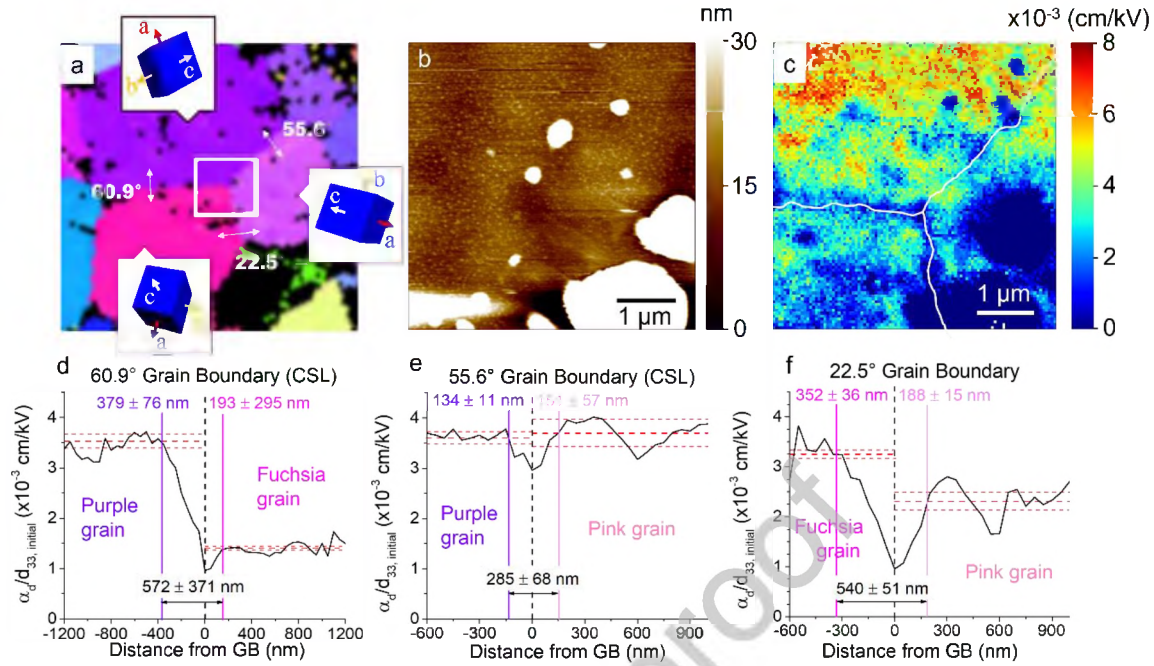 a
a
b
c
55.6
60.9°
22.5
b
c
a
c
a
nm
b
-30
-15
-0
1 µm
x10⁻³ (cm/kV)
c
8
6
4
2
0
1 µm
d
60.9° Grain Boundary (CSL)
379 ± 76 nm
193 ± 295 nm
Purple
grain
Fuchsia
grain
572 ± 371 nm
α_d/d_33, initial (x10⁻³ cm/kV)
4
3
2
1
0
-1200 -800 -400 0 400 800 1200
Distance from GB (nm)
e
55.6° Grain Boundary (CSL)
134 ± 11 nm
± 57 nm
Purple
grain
Pink grain
285 ± 68 nm
α_d/d_33, initial (x10⁻³ cm/kV)
4
3
2
1
0
-600 -300 0 300 600 900
Distance from GB (nm)
f
22.5° Grain Boundary
352 ± 36 nm
188 ± 15 nm
Fuchsia
grain
Pink grain
540 ± 51 nm
α_d/d_33, initial (x10⁻³ cm/kV)
4
3
2
1
0
-600 -300 0 300 600 900
Distance from GB (nm)
proof